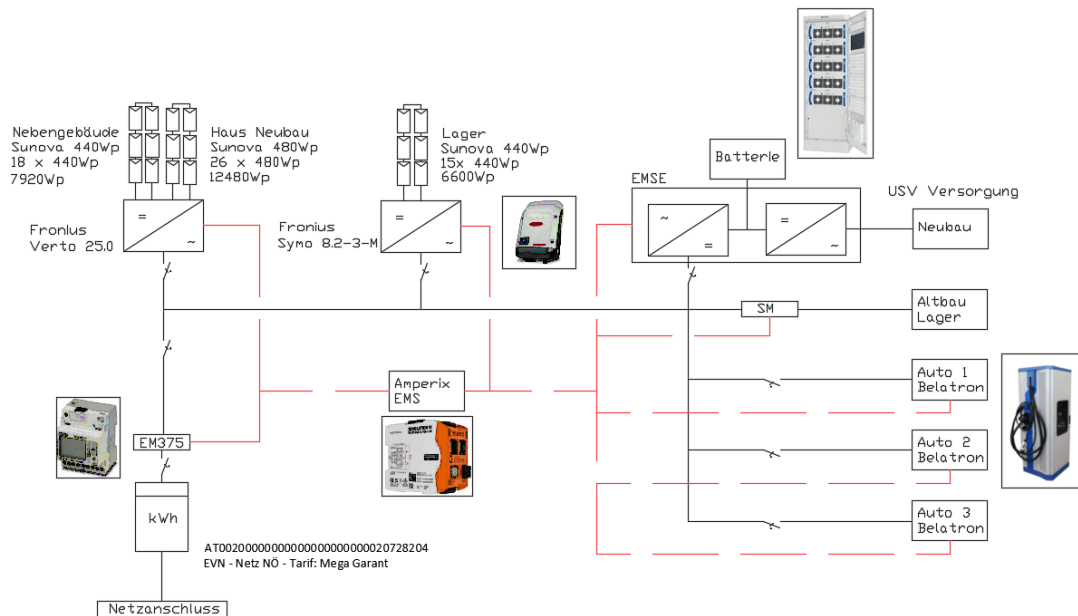 Nebengebäude
Sunova 440Wp
18 x 440Wp
7920Wp
Haus Neubau
Sunova 480Wp
26 x 480Wp
12480Wp
Lager
Sunova 440Wp
15x 440Wp
6600Wp
Batterie
EMSE
USV Versorgung
=
~
Fronius
Verto 25.0
=
~
Fronius
Symo 8.2-3-M
~
=
=
~
Neubau
SM
Altbau
Lager
Amperix
EMS
Auto 1
Belatron
EM375
Auto 2
Belatron
kWh
Auto 3
Belatron
AT0020000000000000000000020728204
EVN - Netz NÖ - Tarif: Mega Garant
Netzanschluss